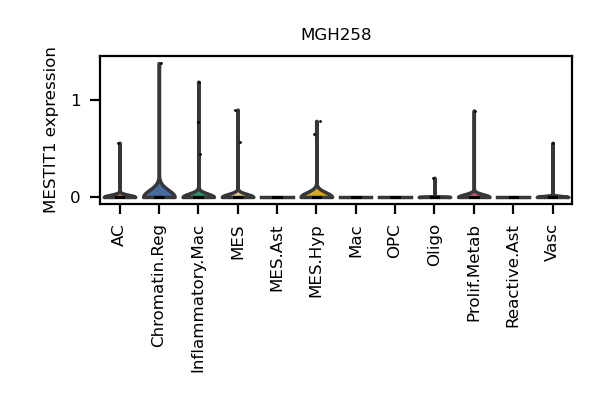 MGH258
MESTIT1 expression
1
0
AC
Chromatin.Reg
Inflammatory.Mac
MES
MES.Ast
MES.Hyp
Mac
OPC
Oligo
Prolif.Metab
Reactive.Ast
Vasc